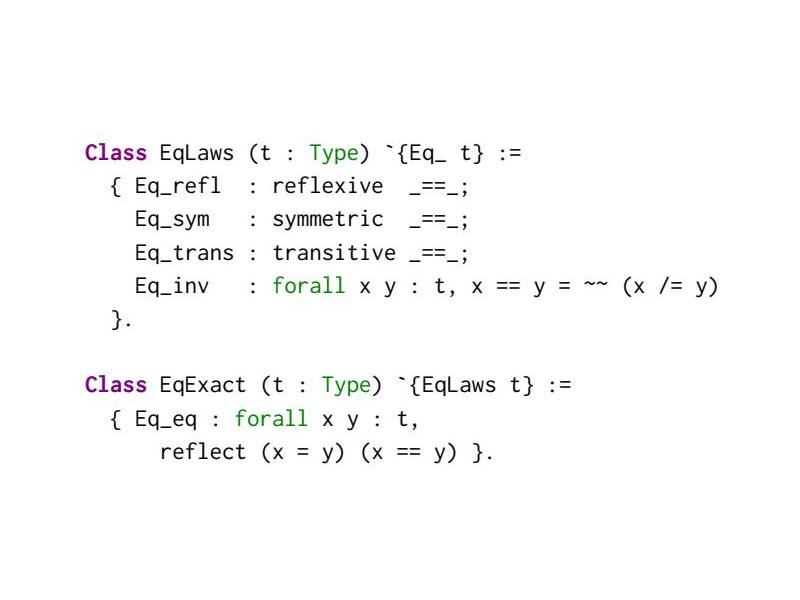 Class EqLaws (t : Type) `{Eq_ t} :=
  { Eq_refl  : reflexive  _==_;
    Eq_sym   : symmetric  _==_;
    Eq_trans : transitive _==_;
    Eq_inv   : forall x y : t, x == y = ~~ (x /= y)
  }.
Class EqExact (t : Type) `{EqLaws t} :=
  { Eq_eq : forall x y : t,
      reflect (x = y) (x == y) }.